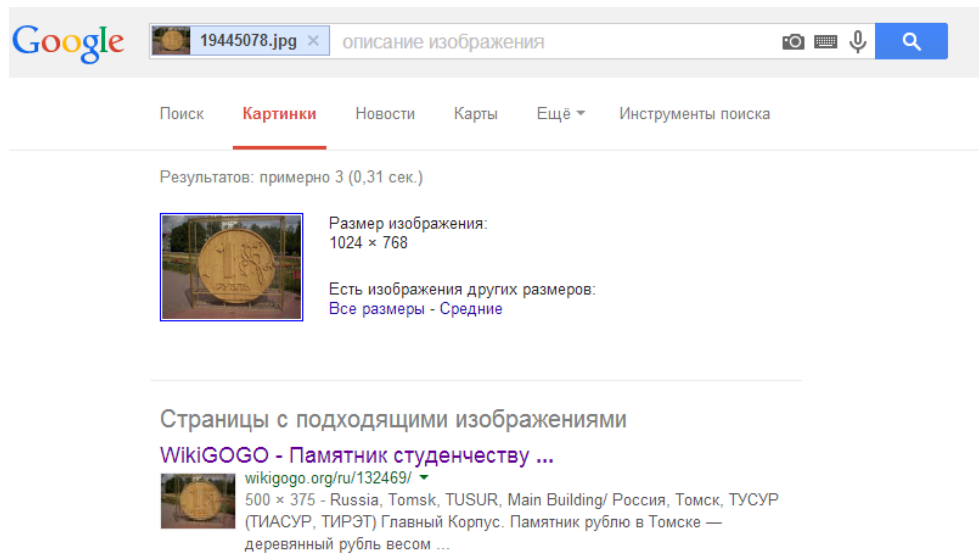 Google 19445078.jpg × описание изображения
Поиск Картинки Новости Карты Ещё Инструменты поиска
Результатов: примерно 3 (0,31 сек.)
1
РУБЛЬ
Размер изображения:
1024 × 768
Есть изображения других размеров:
Все размеры - Средние
Страницы с подходящими изображениями
WikiGOGO - Памятник студенчеству ...
wikigogo.org/ru/132469/
500 × 375 - Russia, Tomsk, TUSUR, Main Building/ Россия, Томск, ТУСУР
(ТИАСУР, ТИРЭТ) Главный Корпус. Памятник рублю в Томске —
деревянный рубль весом ...